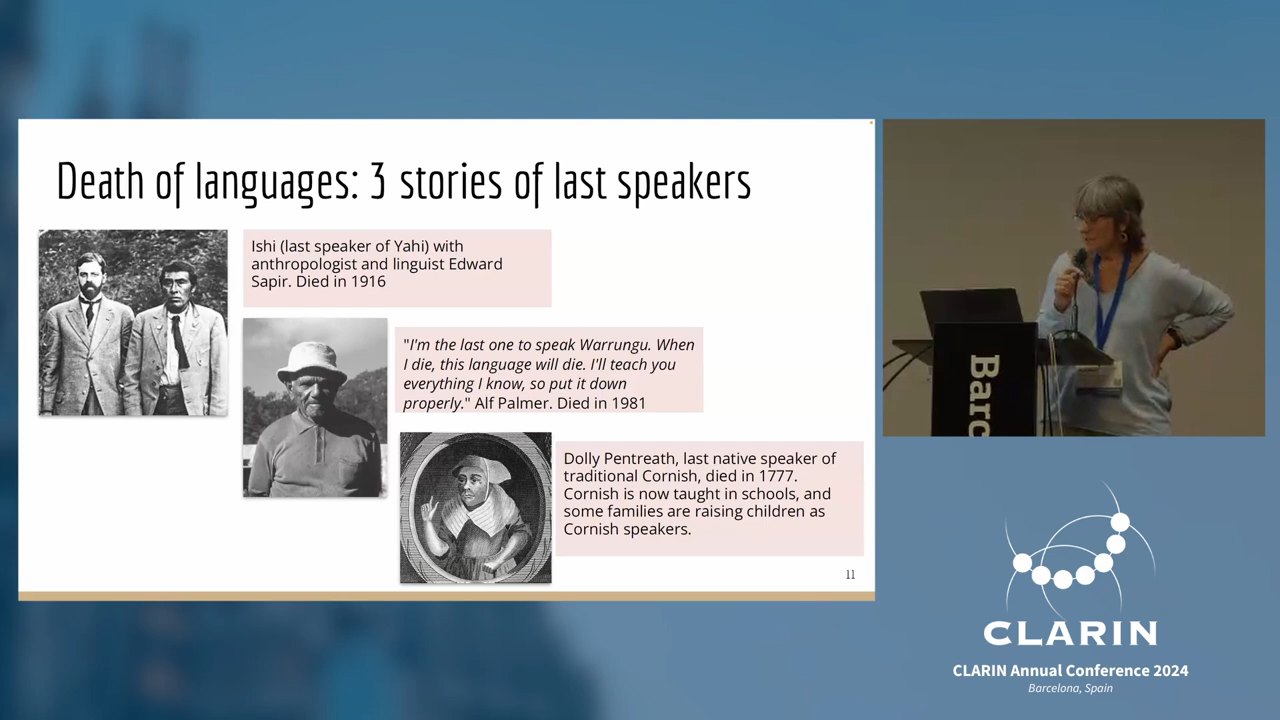 Death of languages: 3 stories of last speakers
Ishi (last speaker of Yahi) with
anthropologist and linguist Edward
Sapir. Died in 1916
"I'm the last one to speak Warrungu. When
I die, this language will die. I'll teach you
everything I know, so put it down
properly." Alf Palmer. Died in 1981
Dolly Pentreath, last native speaker of
traditional Cornish, died in 1777.
Cornish is now taught in schools, and
some families are raising children as
Cornish speakers.
11
Barc
CLARIN
CLARIN Annual Conference 2024
Barcelona, Spain